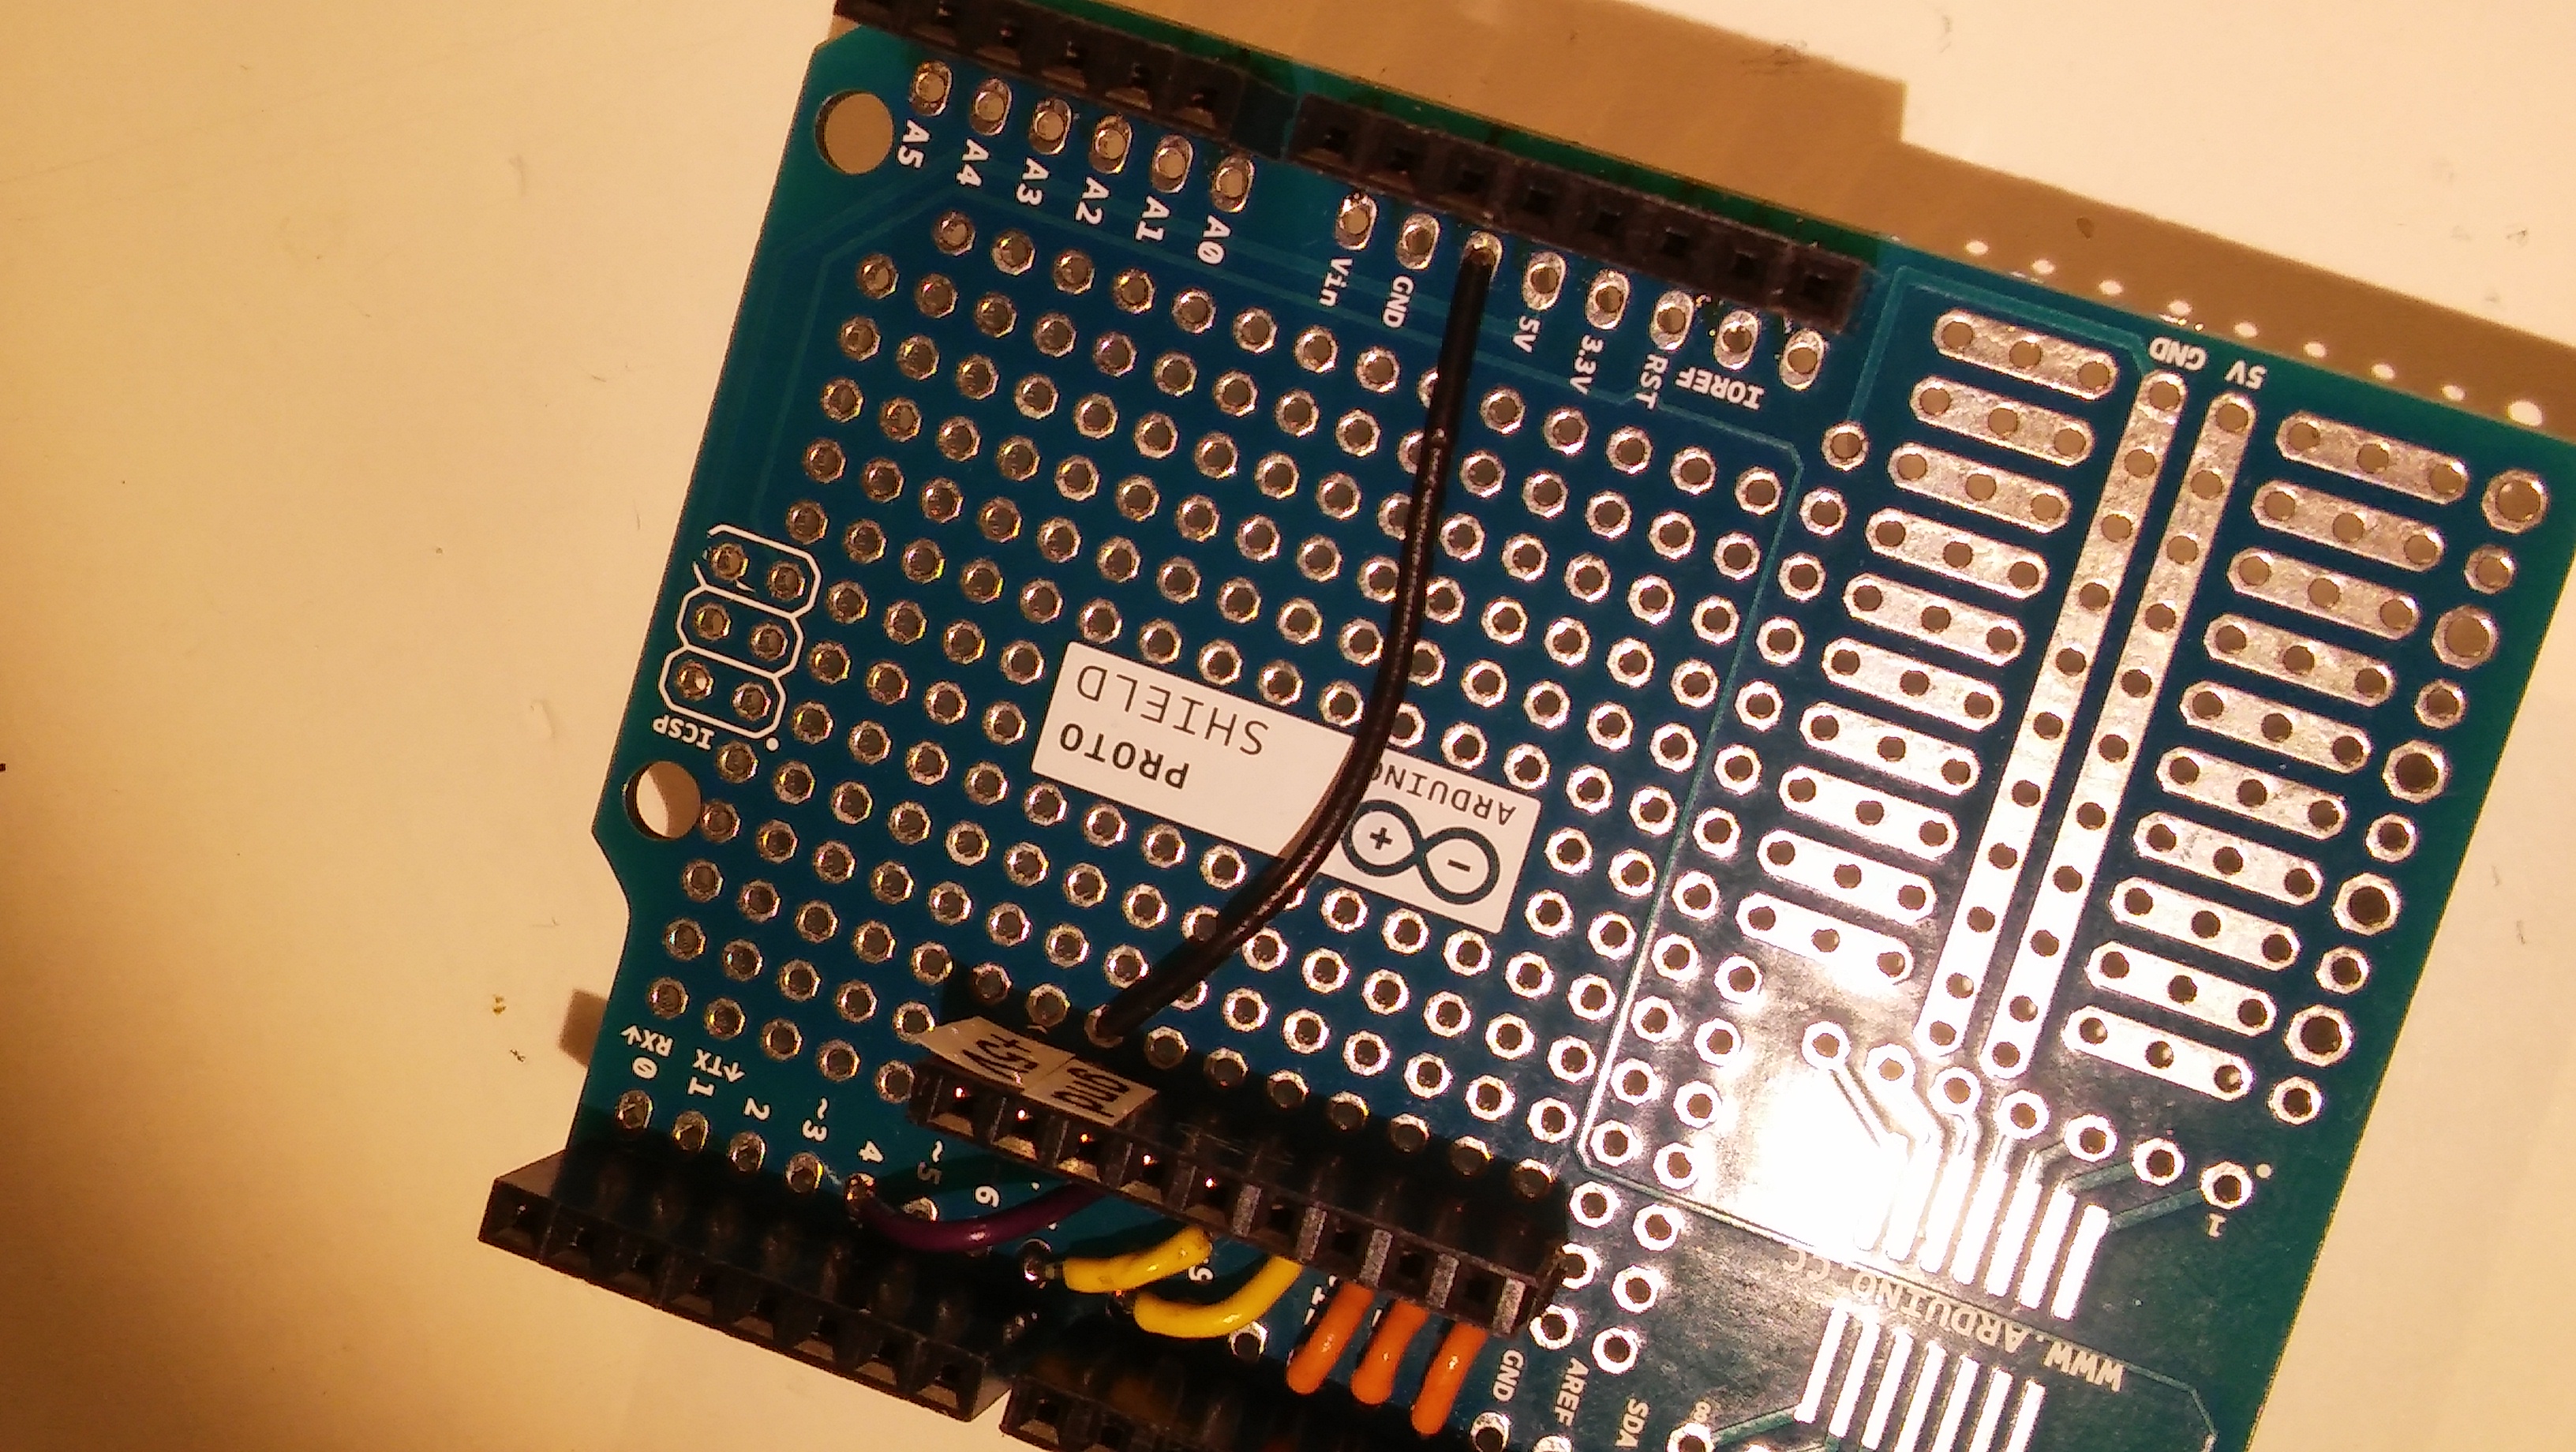 SDA
AREF
GND
WWW.ARDUINO.CC
1
6
~5
4
~3
2
1
0
↑TX
RX↓
GND
5V
- +
ARDUINO
PROTO
SHIELD
ICSP
5V
GND
IOREF
RST
3.3V
5V
GND
Vin
A0
A1
A2
A3
A4
A5